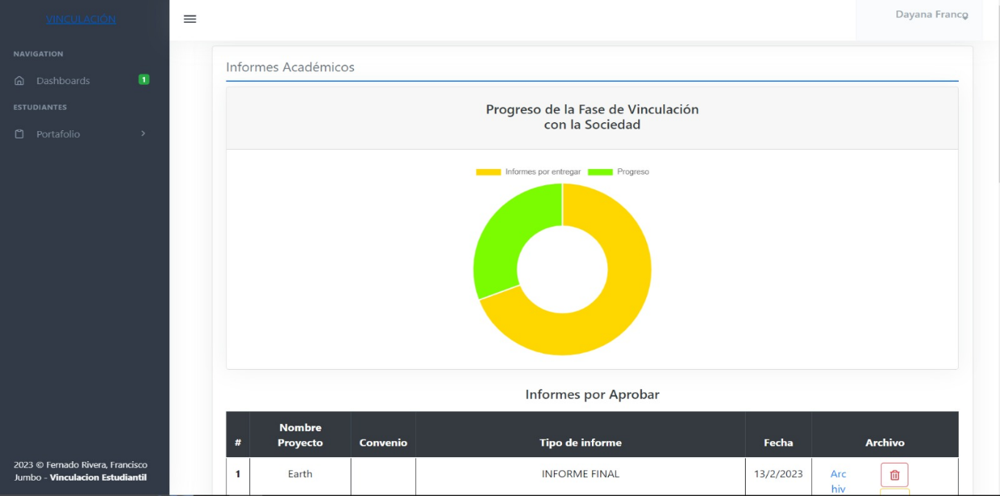 VINCULACIÓN
Dayana Franco
NAVIGATION
Dashboards 1
ESTUDIANTES
Portafolio
Informes Académicos
Progreso de la Fase de Vinculación
con la Sociedad
Informes por entregar Progreso
Informes por Aprobar
# Nombre Proyecto Convenio Tipo de informe Fecha Archivo
1 Earth INFORME FINAL 13/2/2023 Arc
hiv
2023 © Fernado Rivera, Francisco
Jumbo - Vinculacion Estudiantil